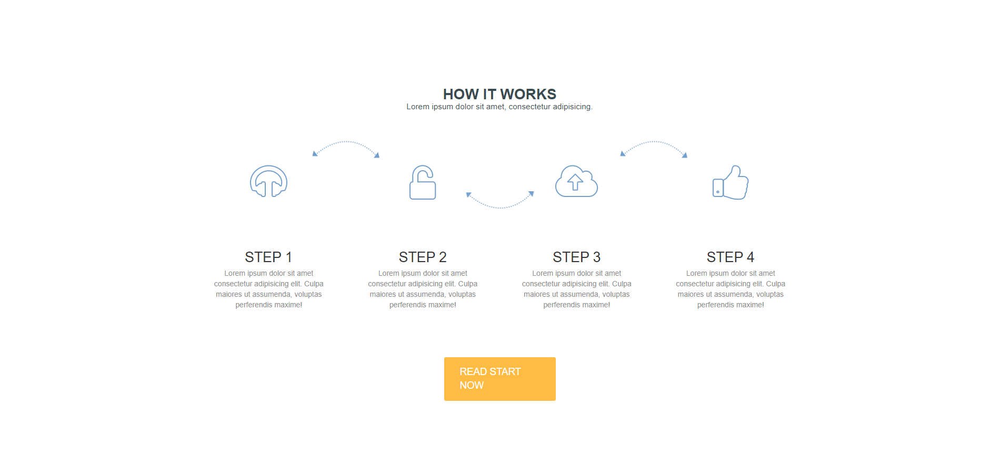 HOW IT WORKS
Lorem ipsum dolor sit amet, consectetur adipisicing.
STEP 1
Lorem ipsum dolor sit amet
consectetur adipisicing elit. Culpa
maiores ut assumenda, voluptas
perferendis maxime!
STEP 2
Lorem ipsum dolor sit amet
consectetur adipisicing elit. Culpa
maiores ut assumenda, voluptas
perferendis maxime!
STEP 3
Lorem ipsum dolor sit amet
consectetur adipisicing elit. Culpa
maiores ut assumenda, voluptas
perferendis maxime!
STEP 4
Lorem ipsum dolor sit amet
consectetur adipisicing elit. Culpa
maiores ut assumenda, voluptas
perferendis maxime!
READ START
NOW